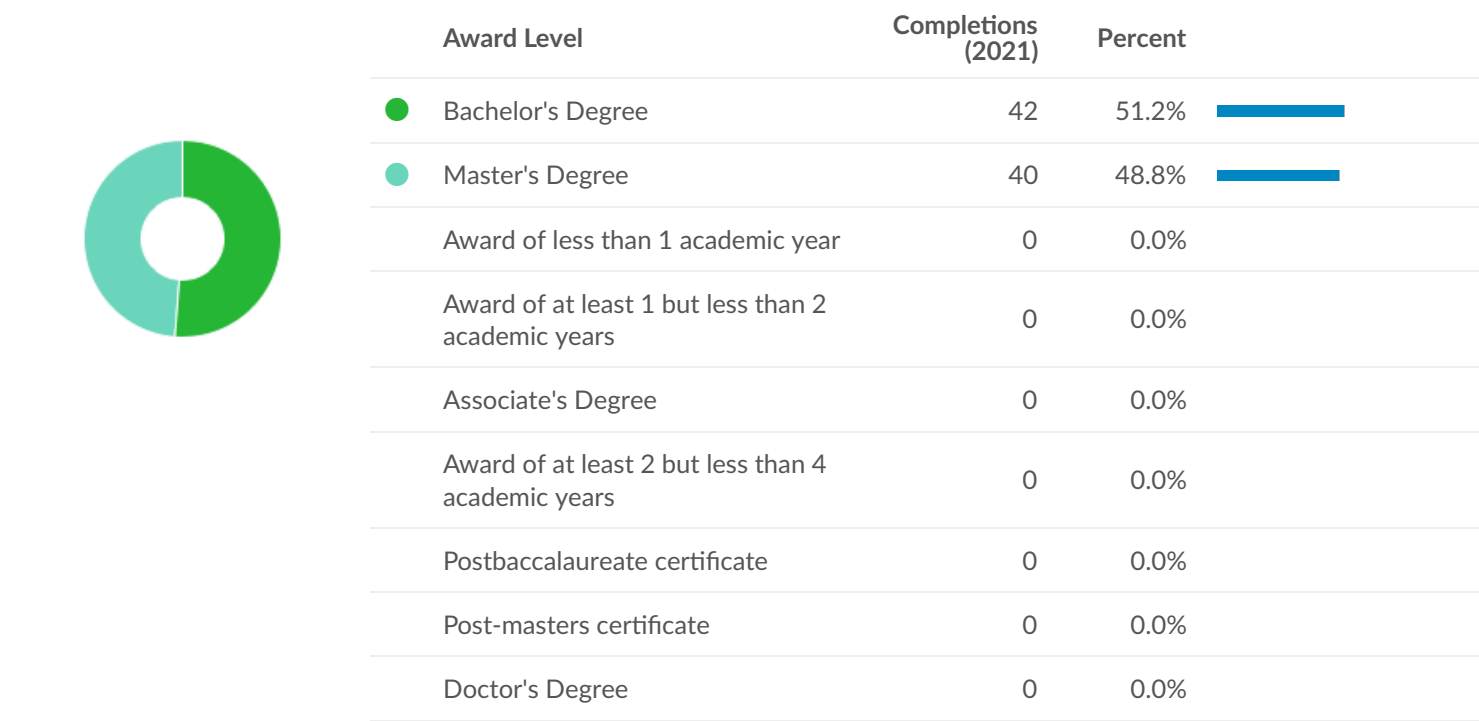 Award Level Completions (2021) Percent
Bachelor's Degree 42 51.2%
Master's Degree 40 48.8%
Award of less than 1 academic year 0 0.0%
Award of at least 1 but less than 2
academic years 0 0.0%
Associate's Degree 0 0.0%
Award of at least 2 but less than 4
academic years 0 0.0%
Postbaccalaureate certificate 0 0.0%
Post-masters certificate 0 0.0%
Doctor's Degree 0 0.0%